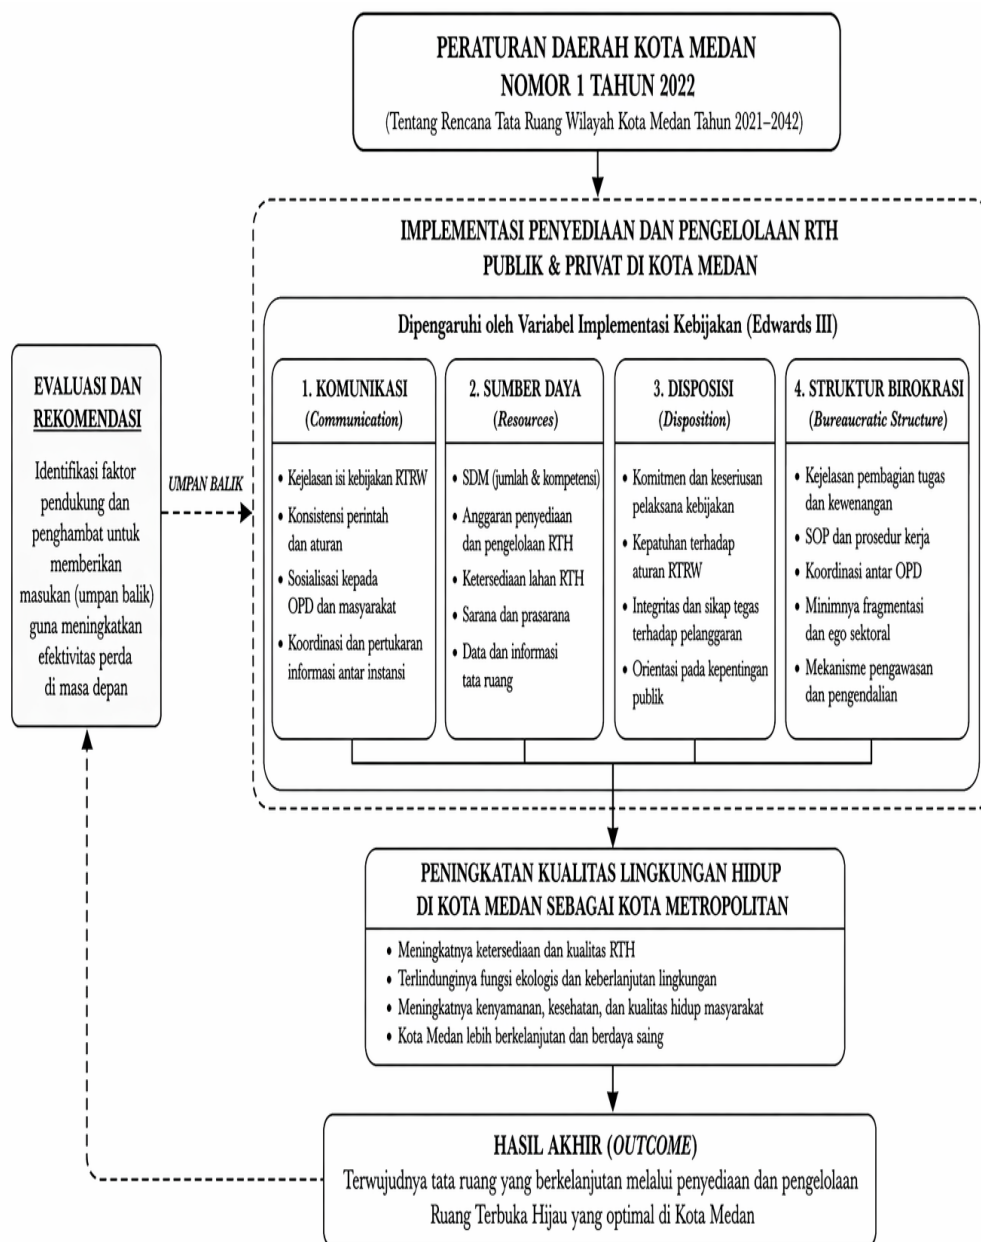 PERATURAN DAERAH KOTA MEDAN
NOMOR 1 TAHUN 2022
(Tentang Rencana Tata Ruang Wilayah Kota Medan Tahun 2021–2042)
IMPLEMENTASI PENYEDIAAN DAN PENGELOLAAN RTH
PUBLIK & PRIVAT DI KOTA MEDAN
Dipengaruhi oleh Variabel Implementasi Kebijakan (Edwards III)
1. KOMUNIKASI
(Communication)
• Kejelasan isi kebijakan RTRW
• Konsistensi perintah
dan aturan
• Sosialisasi kepada
OPD dan masyarakat
• Koordinasi dan pertukaran
informasi antar instansi
2. SUMBER DAYA
(Resources)
• SDM (jumlah & kompetensi)
• Anggaran penyediaan
dan pengelolaan RTH
• Ketersediaan lahan RTH
• Sarana dan prasarana
• Data dan informasi
tata ruang
3. DISPOSISI
(Disposition)
• Komitmen dan keseriusan
pelaksana kebijakan
• Kepatuhan terhadap
aturan RTRW
• Integritas dan sikap tegas
terhadap pelanggaran
• Orientasi pada kepentingan
publik
4. STRUKTUR BIROKRASI
(Bureaucratic Structure)
• Kejelasan pembagian tugas
dan kewenangan
• SOP dan prosedur kerja
• Koordinasi antar OPD
• Minimnya fragmentasi
dan ego sektoral
• Mekanisme pengawasan
dan pengendalian
EVALUASI DAN
REKOMENDASI
Identifikasi faktor
pendukung dan
penghambat untuk
memberikan
masukan (umpan balik)
guna meningkatkan
efektivitas perda
di masa depan
UMPAN BALIK
PENINGKATAN KUALITAS LINGKUNGAN HIDUP
DI KOTA MEDAN SEBAGAI KOTA METROPOLITAN
• Meningkatnya ketersediaan dan kualitas RTH
• Terlindunginya fungsi ekologis dan keberlanjutan lingkungan
• Meningkatnya kenyamanan, kesehatan, dan kualitas hidup masyarakat
• Kota Medan lebih berkelanjutan dan berdaya saing
HASIL AKHIR (OUTCOME)
Terwujudnya tata ruang yang berkelanjutan melalui penyediaan dan pengelolaan
Ruang Terbuka Hijau yang optimal di Kota Medan